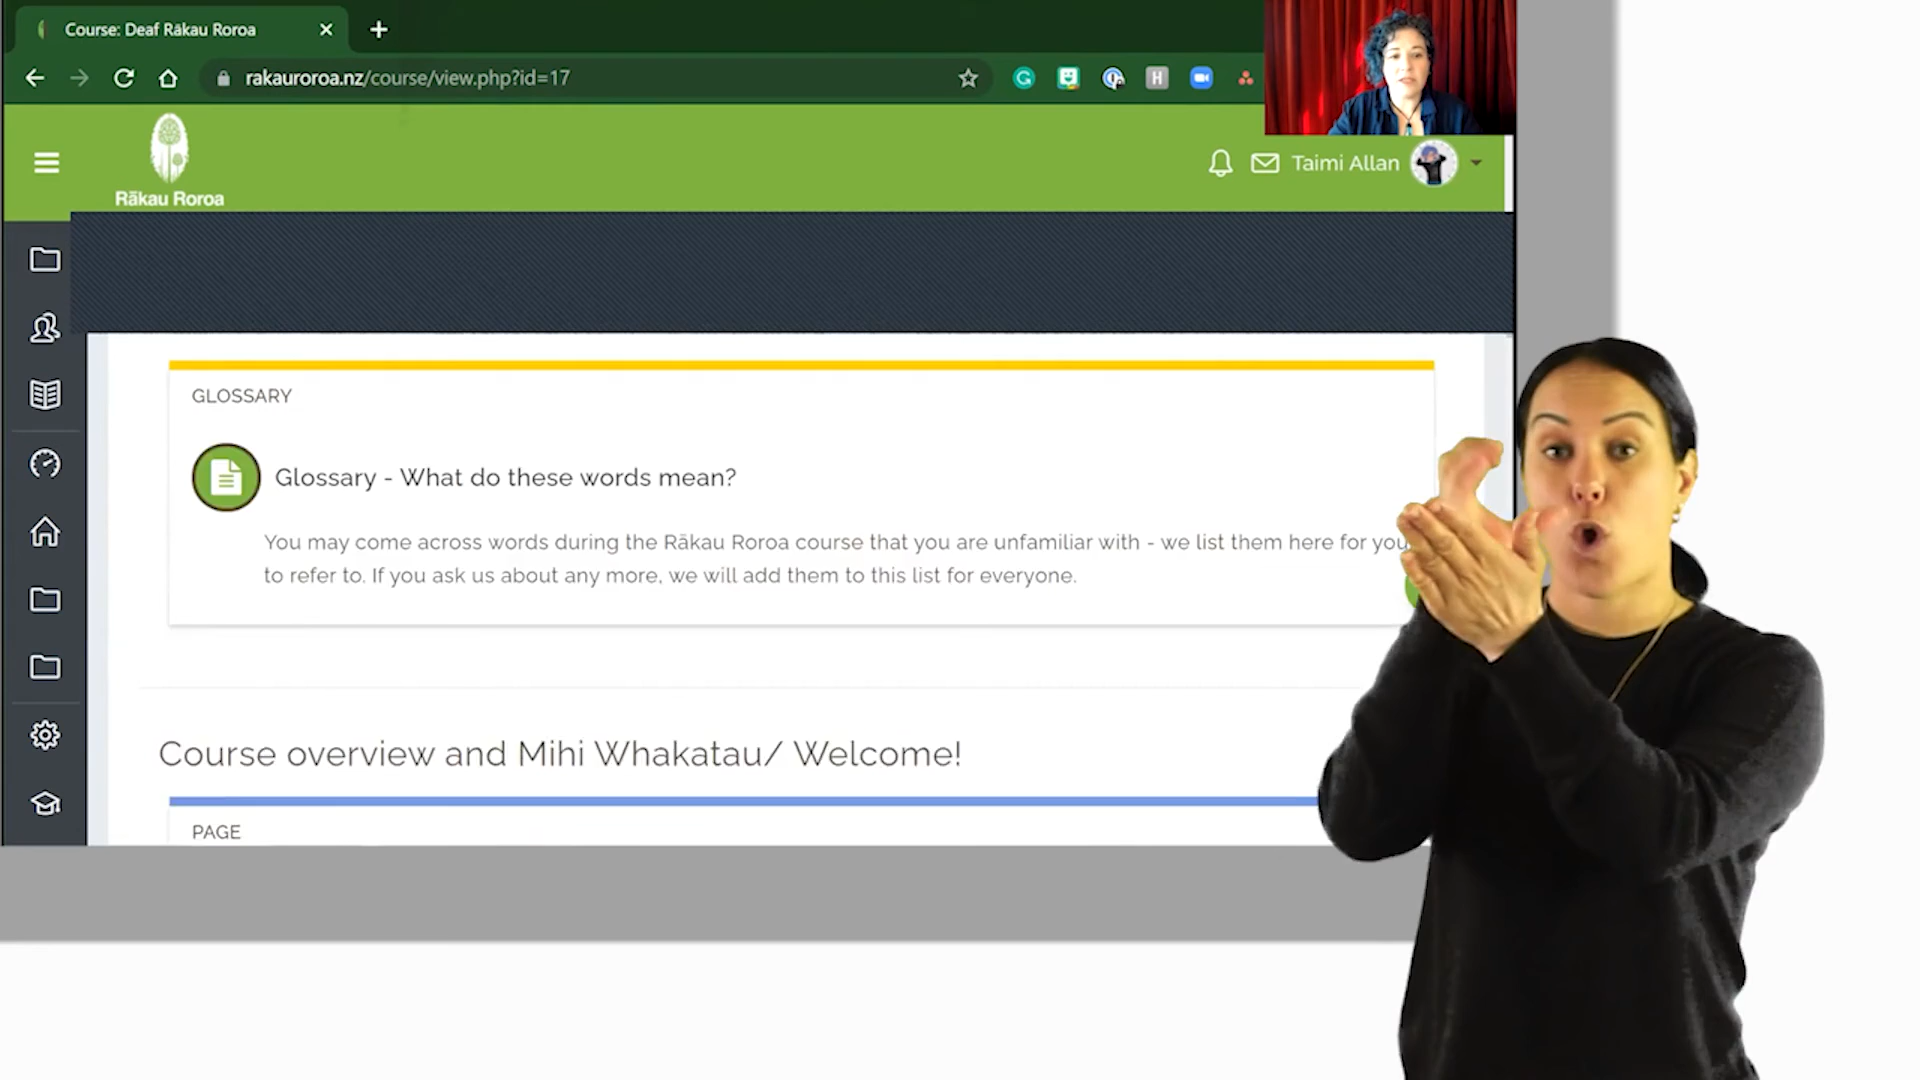 Course: Deaf Rākau Roroa
rakauroroa.nz/course/view.php?id=17
H
Rākau Roroa
Taimi Allan
GLOSSARY
Glossary - What do these words mean?
You may come across words during the Rākau Roroa course that you are unfamiliar with - we list them here for you
to refer to. If you ask us about any more, we will add them to this list for everyone.
Course overview and Mihi Whakatau/ Welcome!
PAGE